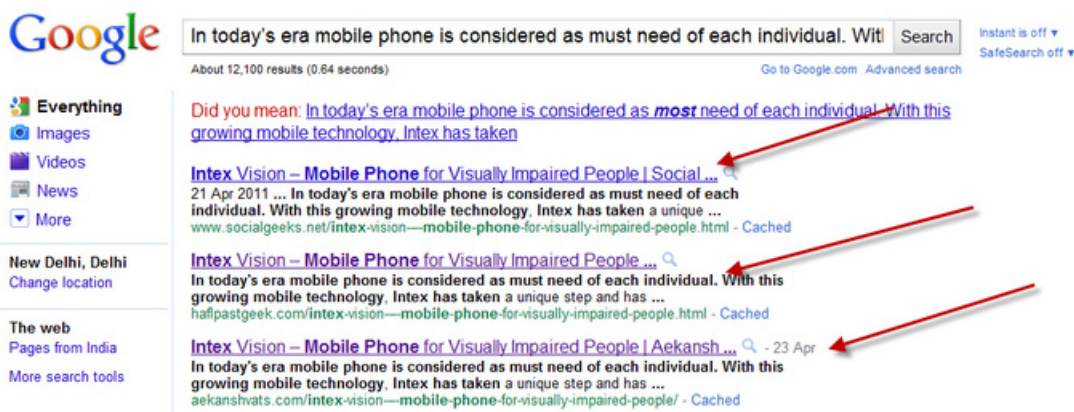 Google
In today's era mobile phone is considered as must need of each individual. Witl
Search
Instant is off ▼
SafeSearch off ▼
About 12,100 results (0.64 seconds)
Go to Google.com Advanced search
Everything
Images
Videos
News
More
New Delhi, Delhi
Change location
The web
Pages from India
More search tools
Did you mean: In today's era mobile phone is considered as most need of each individual. With this
growing mobile technology, Intex has taken
Intex Vision – Mobile Phone for Visually Impaired People | Social ...
21 Apr 2011 ... In today's era mobile phone is considered as must need of each
individual. With this growing mobile technology, Intex has taken a unique ...
www.socialgeeks.net/intex-vision-—mobile-phone-for-visually-impaired-people.html - Cached
Intex Vision – Mobile Phone for Visually Impaired People ...
In today's era mobile phone is considered as must need of each individual. With this
growing mobile technology, Intex has taken a unique step and has ...
haflpastgeek.com/intex-vision-—mobile-phone-for-visually-impaired-people.html - Cached
Intex Vision – Mobile Phone for Visually Impaired People | Aekansh ... - 23 Apr
In today's era mobile phone is considered as must need of each individual. With this
growing mobile technology, Intex has taken a unique step and has ...
aekanshvats.com/intex-vision-—mobile-phone-for-visually-impaired-people/ - Cached